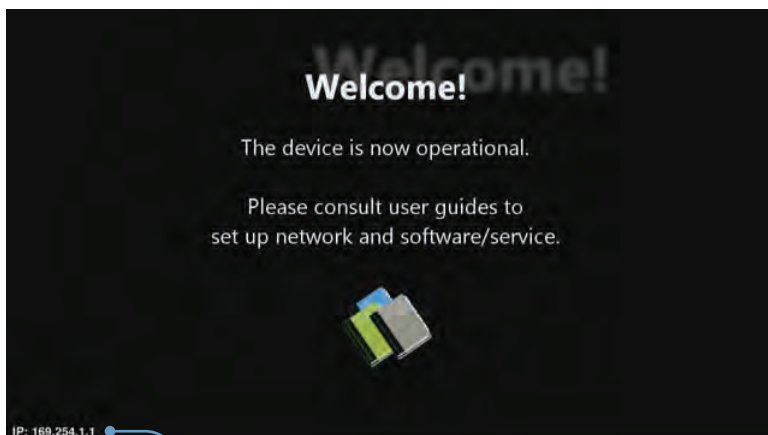 Welcome!
Welcome!
The device is now operational.
Please consult user guides to
set up network and software/service.
IP: 169.254.1.1